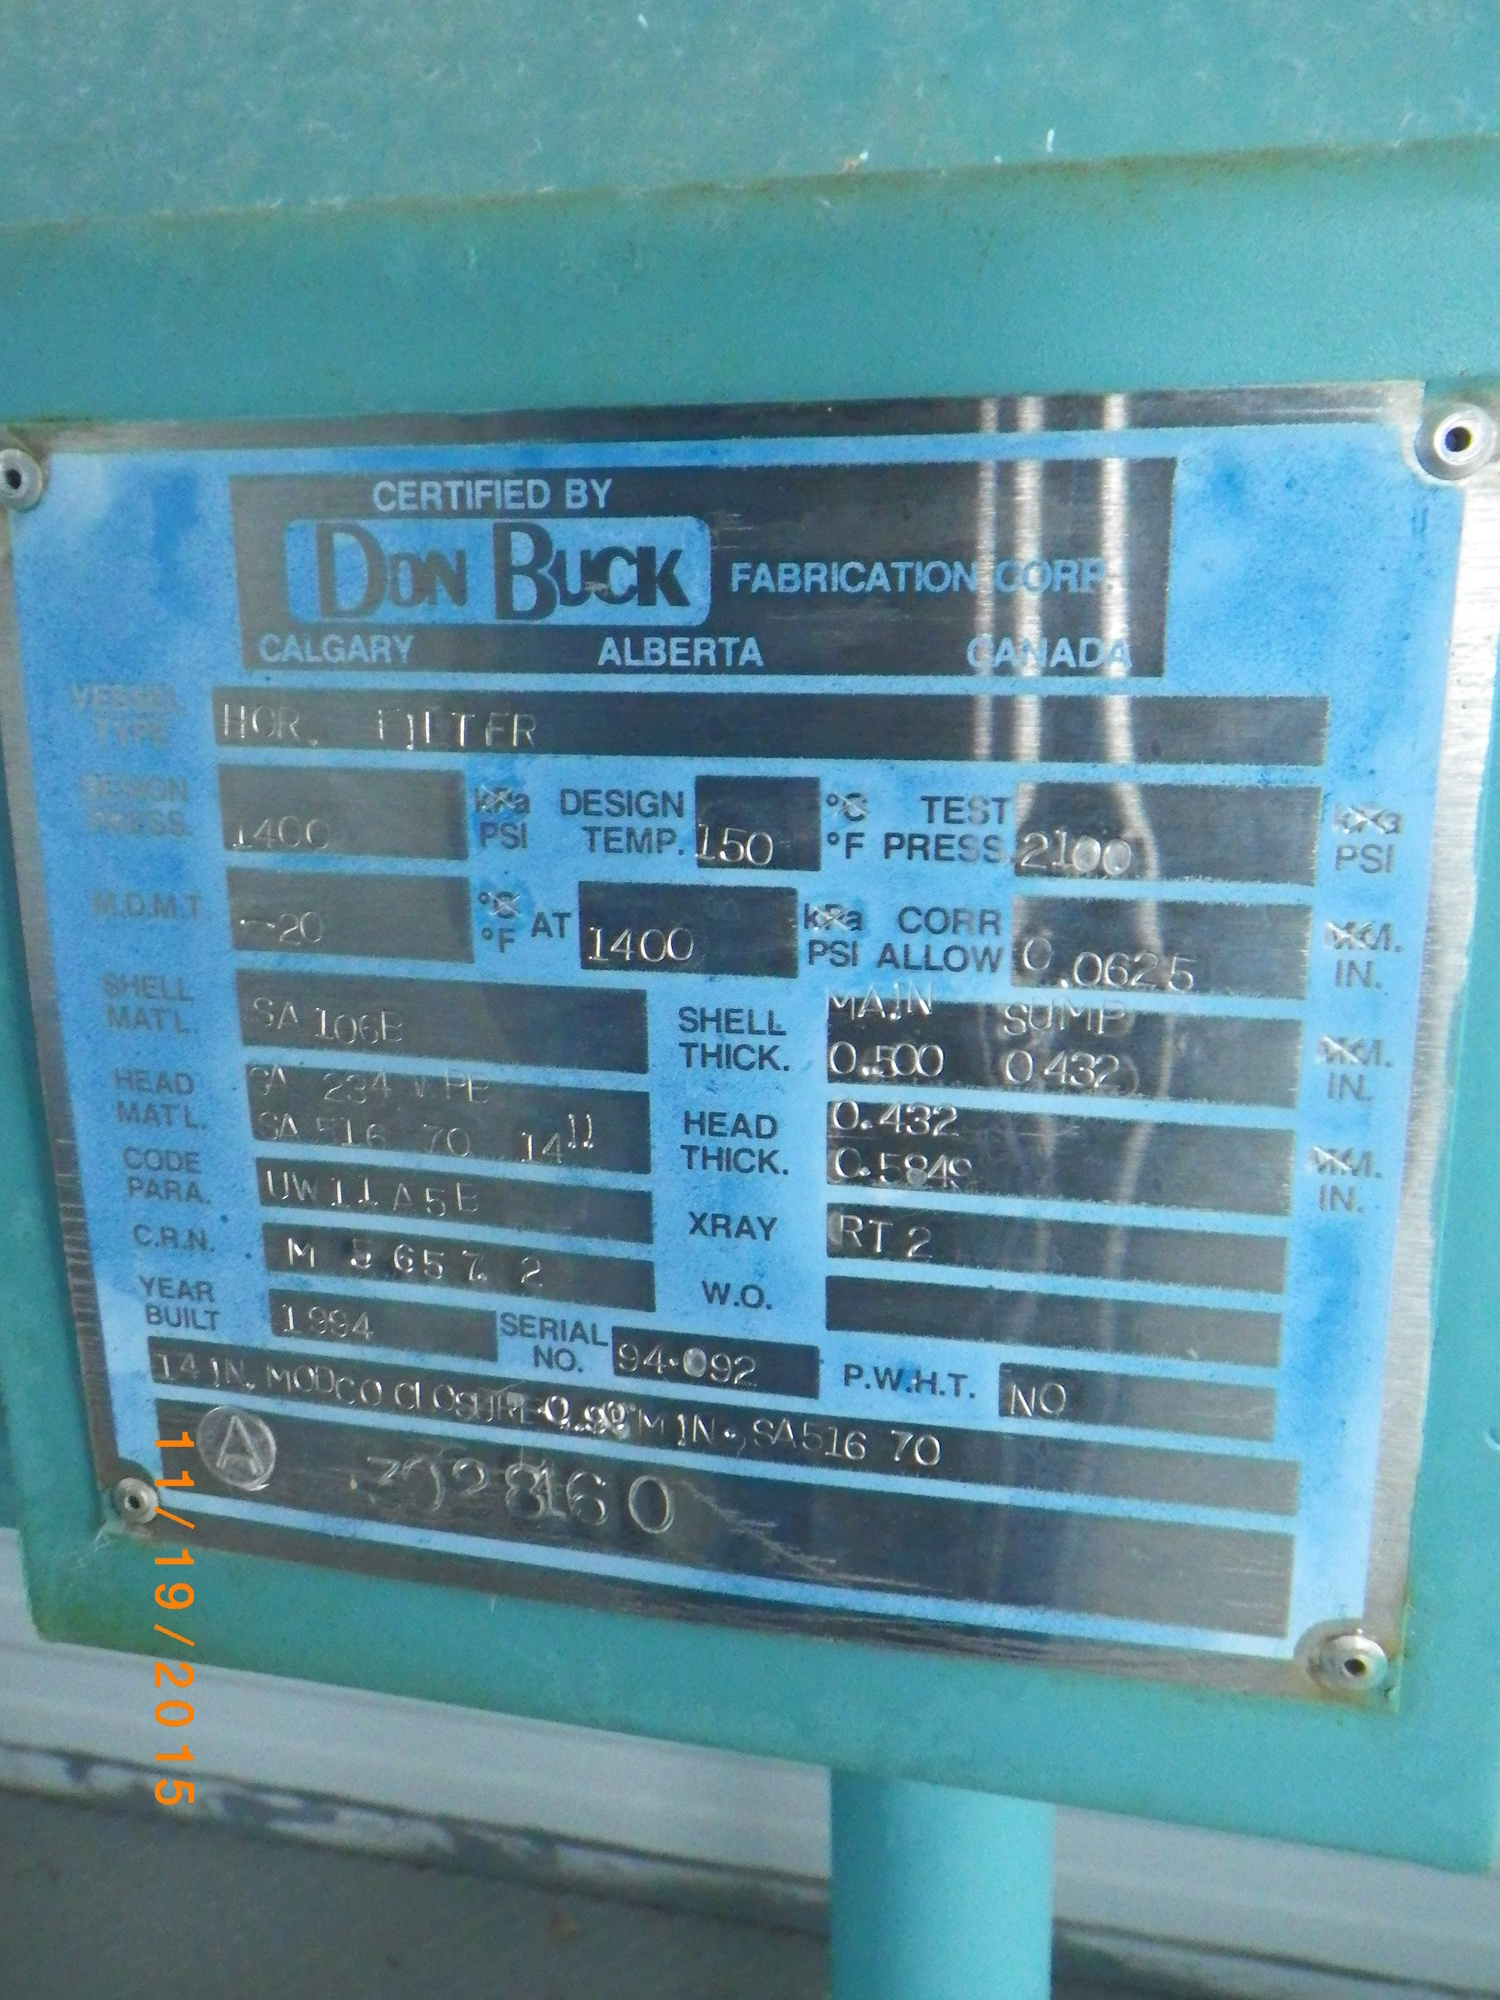 CERTIFIED BY
DON BUCK FABRICATION CORP.
CALGARY ALBERTA CANADA
VESSEL TYPE HOR.
DESIGN PRESS. 1400 kPa PSI DESIGN TEMP. 150 °C °F TEST PRESS. 2100 kPa PSI
M.D.M.T. -20 °C °F AT 1400 kPa PSI CORR ALLOW 0.0625 MM. IN.
SHELL MAT'L. SA 106B SHELL THICK. MAIN 0.500 SUMP 0.432 MM. IN.
HEAD MAT'L. SA 234 WPB HEAD THICK. 0.432
SA 516 70 14" 0.5849 MM. IN.
CODE PARA. UW 11 A5B XRAY RT 2
C.R.N. M 5657. 2 W.O.
YEAR BUILT 1994 SERIAL NO. 94-092 P.W.H.T. NO
14 IN. MODCO CLOSURE MIN., SA516 70
A
11/19/2015